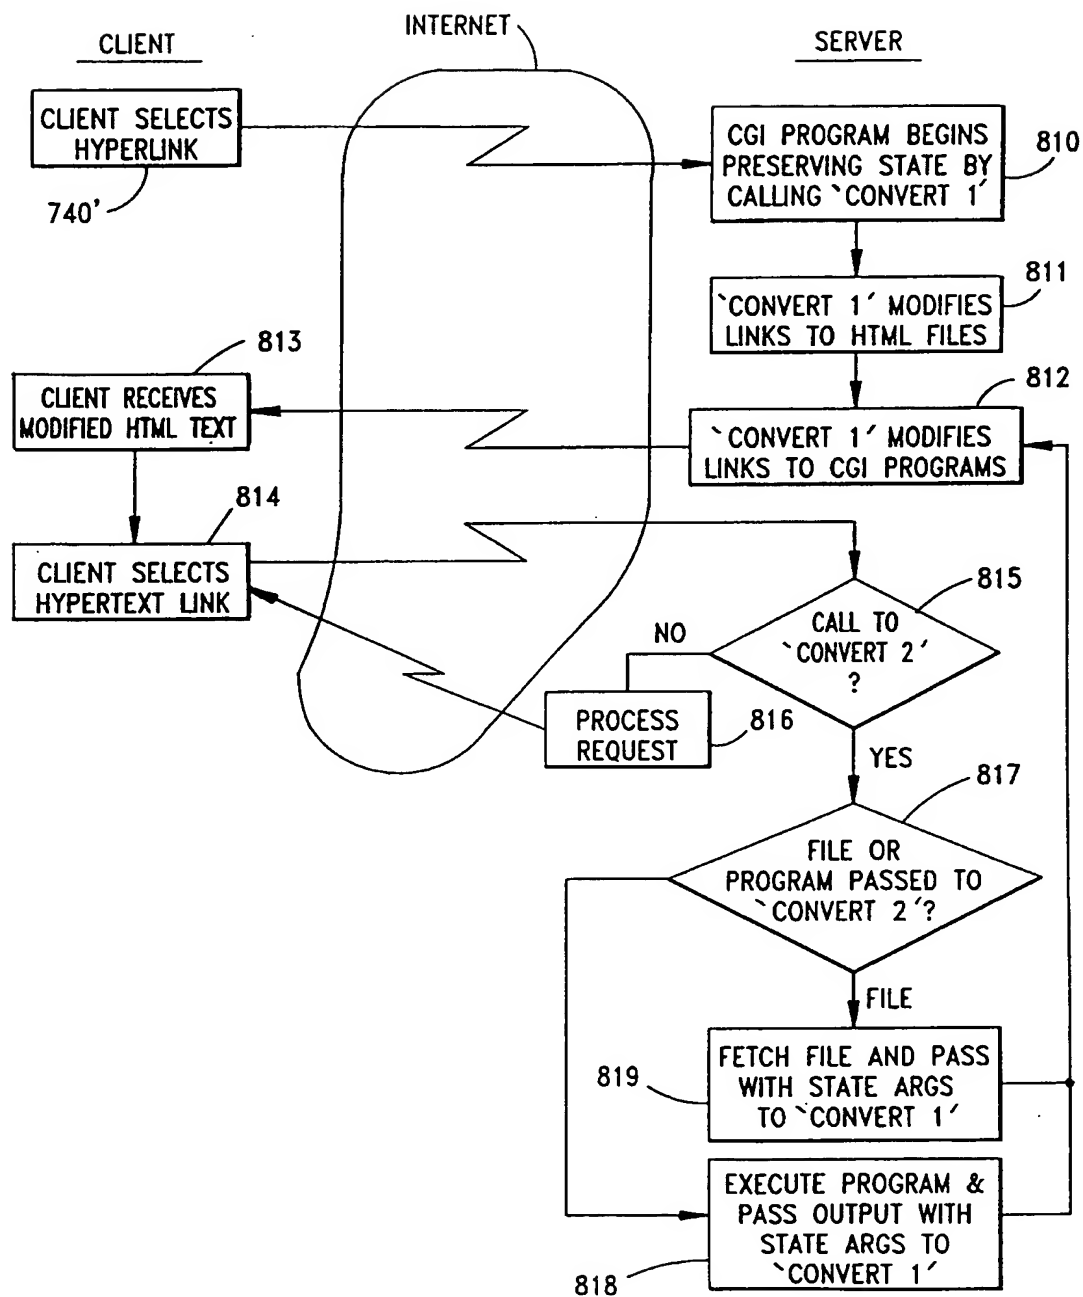 CLIENT
INTERNET
SERVER
CLIENT SELECTS
HYPERLINK
740'
CGI PROGRAM BEGINS
PRESERVING STATE BY
CALLING `CONVERT 1'
810
`CONVERT 1' MODIFIES
LINKS TO HTML FILES
811
813
CLIENT RECEIVES
MODIFIED HTML TEXT
812
`CONVERT 1' MODIFIES
LINKS TO CGI PROGRAMS
814
CLIENT SELECTS
HYPERTEXT LINK
815
CALL TO
`CONVERT 2'
?
NO
PROCESS
REQUEST
816
YES
817
FILE OR
PROGRAM PASSED TO
`CONVERT 2'?
FILE
FETCH FILE AND PASS
WITH STATE ARGS
TO `CONVERT 1'
819
EXECUTE PROGRAM &
PASS OUTPUT WITH
STATE ARGS TO
`CONVERT 1'
818